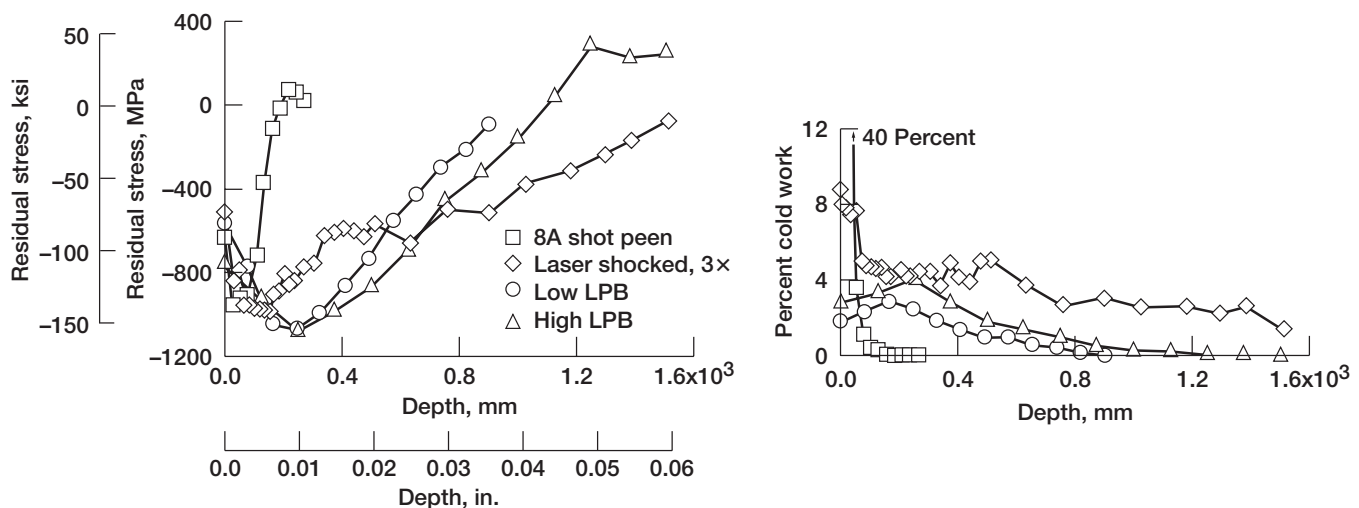 Residual stress, ksi
50
0
−50
−100
−150
Residual stress, MPa
400
0
−400
−800
−1200
8A shot peen
Laser shocked, 3×
Low LPB
High LPB
0.0 0.4 0.8 1.2 1.6x10³
Depth, mm
0.0 0.01 0.02 0.03 0.04 0.05 0.06
Depth, in.
Percent cold work
12
8
4
0
40 Percent
0.0 0.4 0.8 1.2 1.6x10³
Depth, mm